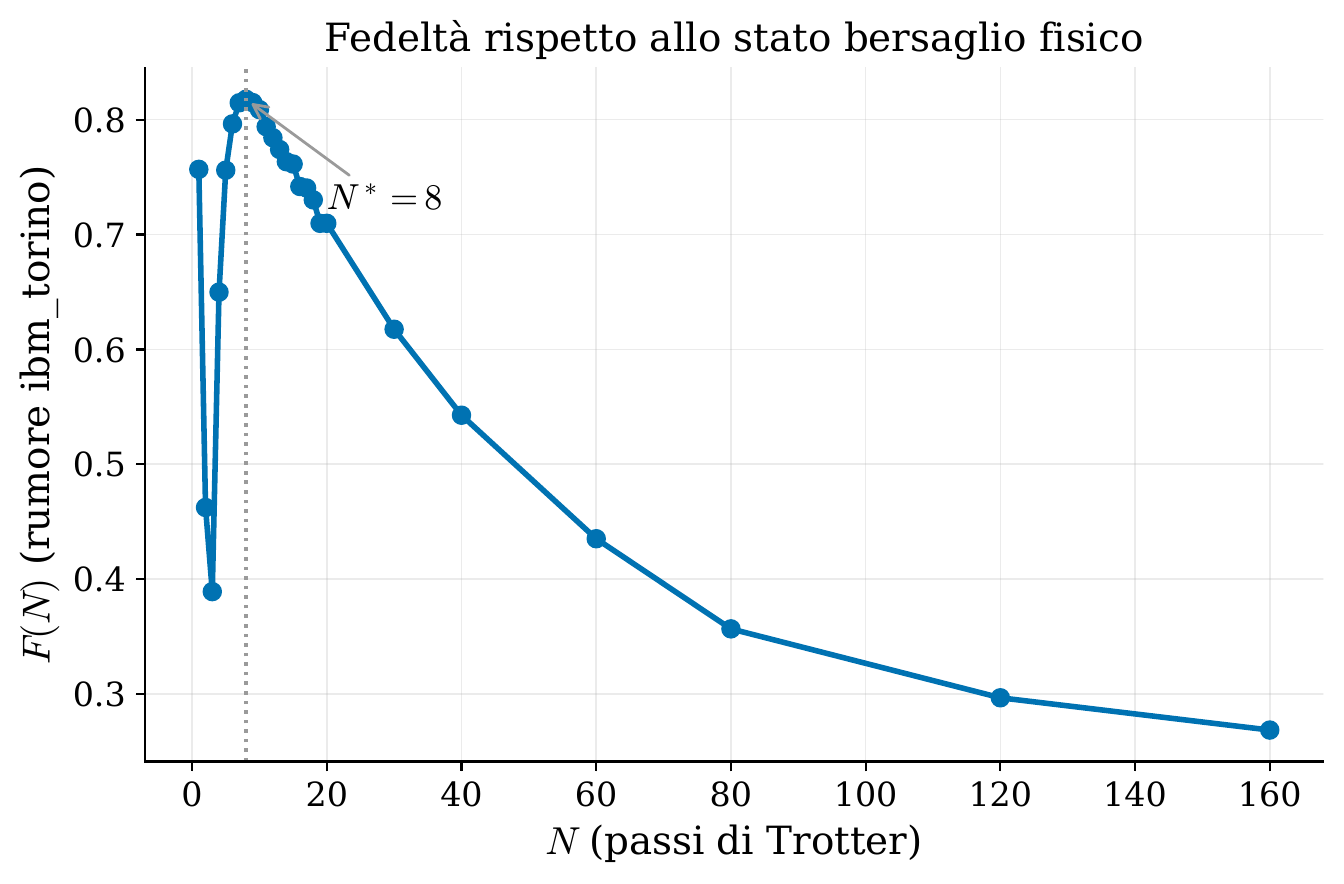 Fedeltà rispetto allo stato bersaglio fisico
F(N) (rumore ibm_torino)
0.8
0.7
0.6
0.5
0.4
0.3
N* = 8
0 20 40 60 80 100 120 140 160
N (passi di Trotter)